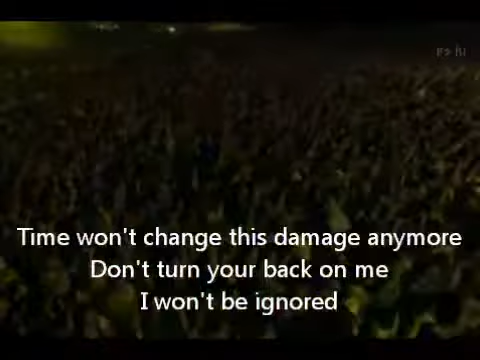 Time won't change this damage anymore
Don't turn your back on me
I won't be ignored